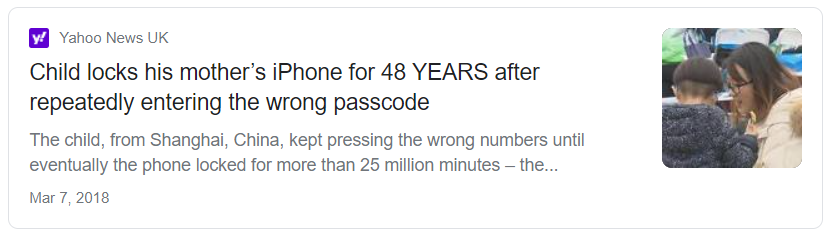 y!
Yahoo News UK
Child locks his mother’s iPhone for 48 YEARS after
repeatedly entering the wrong passcode
The child, from Shanghai, China, kept pressing the wrong numbers until
eventually the phone locked for more than 25 million minutes – the...
Mar 7, 2018